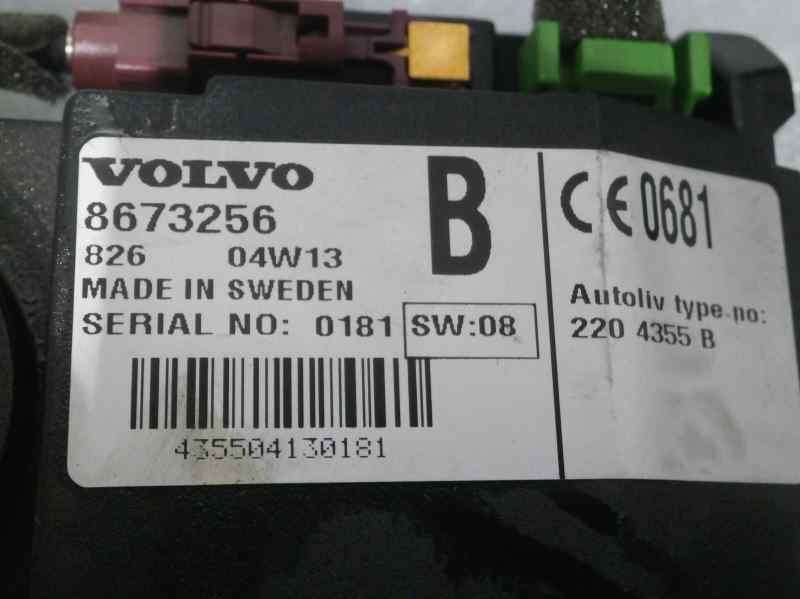 VOLVO
8673256
826 04W13
MADE IN SWEDEN
SERIAL NO: 0181 SW:08
435504130181
B
CE 0681
Autoliv type.no:
220 4355 B